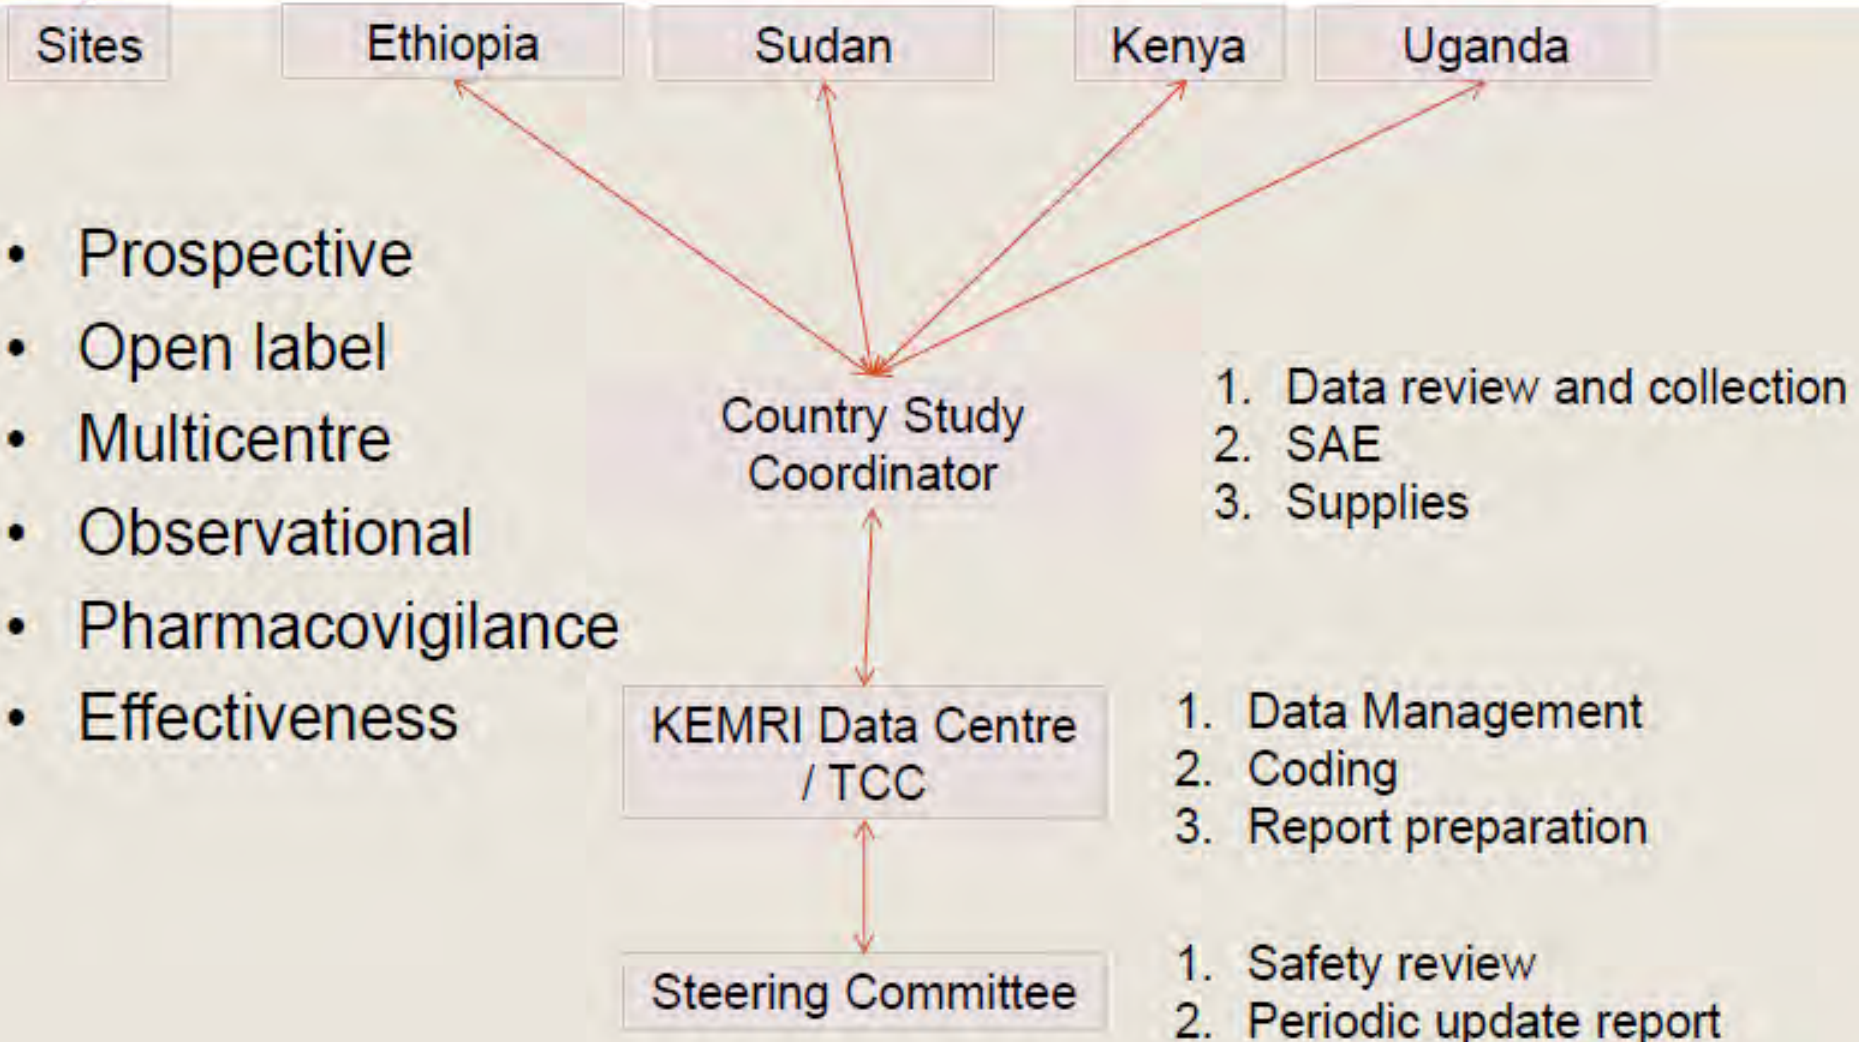 Sites
Ethiopia
Sudan
Kenya
Uganda
• Prospective
• Open label
• Multicentre
• Observational
• Pharmacovigilance
• Effectiveness
Country Study
Coordinator
1. Data review and collection
2. SAE
3. Supplies
KEMRI Data Centre
/ TCC
1. Data Management
2. Coding
3. Report preparation
Steering Committee
1. Safety review
2. Periodic update report